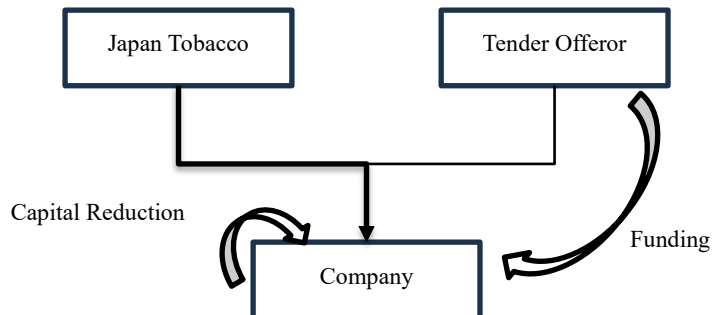 Japan Tobacco
Tender Offeror
Capital Reduction
Funding
Company